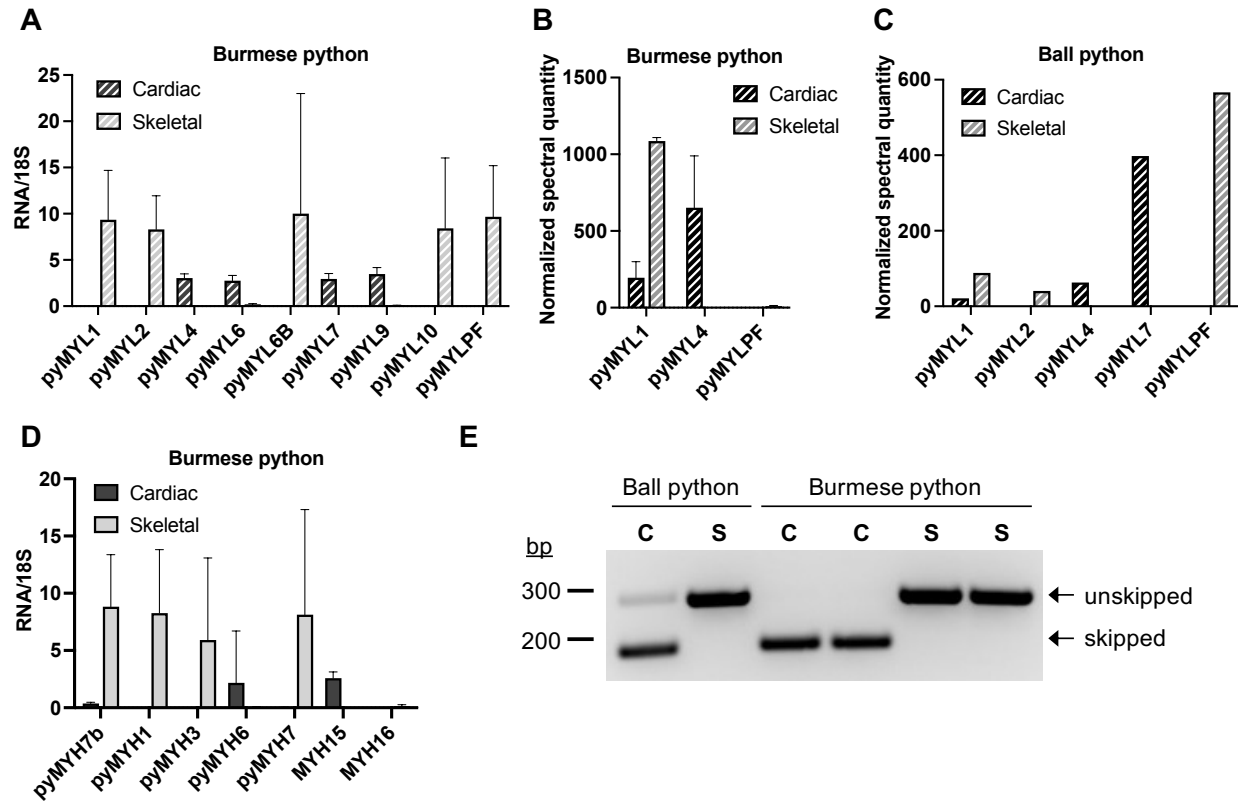 A
Burmese python
RNA/18S
25
20
15
10
5
0
Cardiac
Skeletal
pyMYL1
pyMYL2
pyMYL4
pyMYL6
pyMYL6B
pyMYL7
pyMYL9
pyMYL10
pyMYLPF
B
Burmese python
Normalized spectral quantity
1500
1000
500
0
Cardiac
Skeletal
pyMYL1
pyMYL4
pyMYLPF
C
Ball python
Normalized spectral quantity
600
400
200
0
Cardiac
Skeletal
pyMYL1
pyMYL2
pyMYL4
pyMYL7
pyMYLPF
D
Burmese python
RNA/18S
20
15
10
5
0
Cardiac
Skeletal
pyMYH7b
pyMYH1
pyMYH3
pyMYH6
pyMYH7
MYH15
MYH16
E
Ball python Burmese python
C S C C S S
bp
300
200
unskipped
skipped